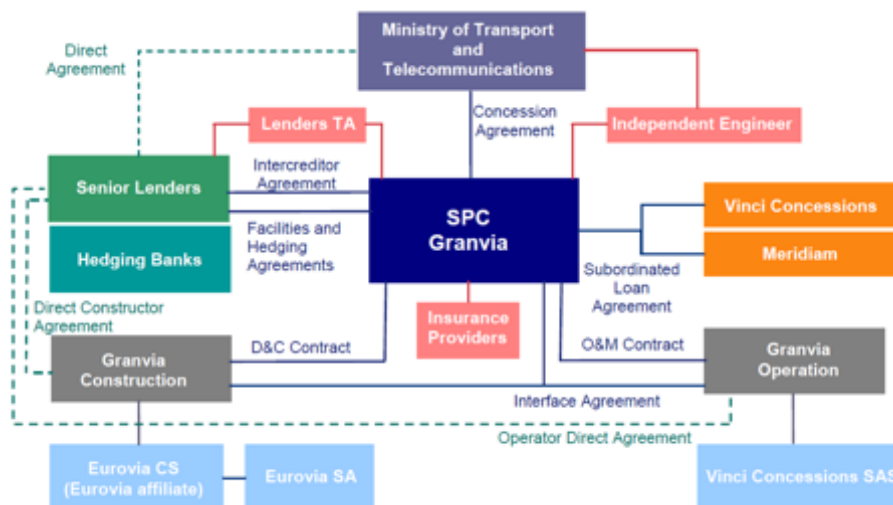 Ministry of Transport
and
Telecommunications
Direct
Agreement
Concession
Agreement
Lenders TA
Independent Engineer
Senior Lenders
Intercreditor
Agreement
SPC
Granvia
Vinci Concessions
Hedging Banks
Facilities and
Hedging
Agreements
Meridiam
Subordinated
Loan
Agreement
Direct Constructor
Agreement
Insurance
Providers
Granvia
Construction
D&C Contract
O&M Contract
Granvia
Operation
Interface Agreement
Operator Direct Agreement
Eurovia CS
(Eurovia affiliate)
Eurovia SA
Vinci Concessions SAS